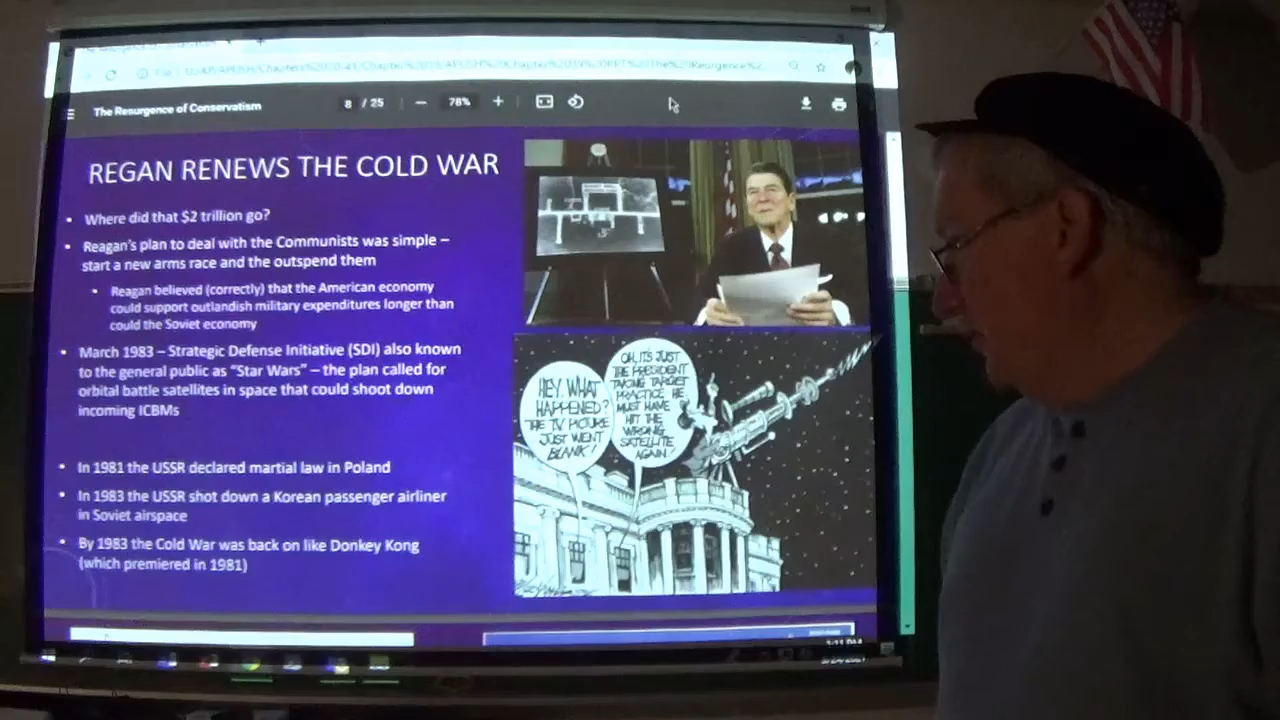 The Resurgence of Conservatism
8 / 25
78%
REGAN RENEWS THE COLD WAR
• Where did that $2 trillion go?
• Reagan's plan to deal with the Communists was simple –
start a new arms race and the outspend them
• Reagan believed (correctly) that the American economy
could support outlandish military expenditures longer than
could the Soviet economy
• March 1983 – Strategic Defense Initiative (SDI) also known
to the general public as "Star Wars" – the plan called for
orbital battle satellites in space that could shoot down
incoming ICBMs
• In 1981 the USSR declared martial law in Poland
• In 1983 the USSR shot down a Korean passenger airliner
in Soviet airspace
• By 1983 the Cold War was back on like Donkey Kong
(which premiered in 1981)
HEY, WHAT
HAPPENED?
THE TV PICTURE
JUST WENT
BLANK!
OH, IT'S JUST
THE PRESIDENT
TAKING TARGET
PRACTICE. HE
MUST HAVE
HIT THE
WRONG
SATELLITE
AGAIN!